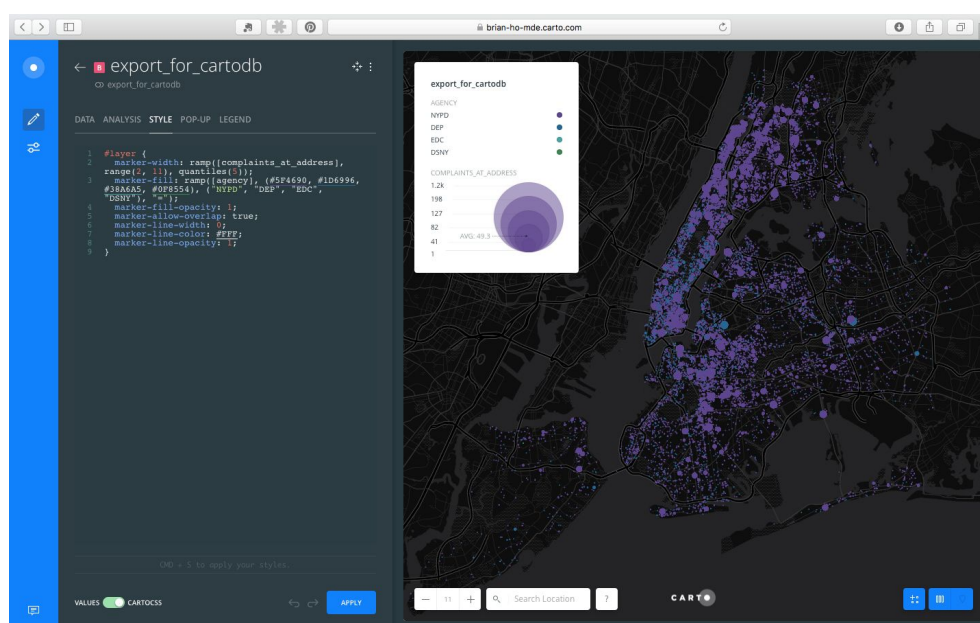 brian-ho-mde.carto.com
B export_for_cartodb
export_for_cartodb
DATA ANALYSIS STYLE POP-UP LEGEND
1 #layer {
2 marker-width: ramp([complaints_at_address],
range(2, 11), quantiles(5));
3 marker-fill: ramp([agency], (#5F4690, #1D6996,
#38A6A5, #0F8554), ("NYPD", "DEP", "EDC",
"DSNY"), "=");
4 marker-fill-opacity: 1;
5 marker-allow-overlap: true;
6 marker-line-width: 0;
7 marker-line-color: #FFF;
8 marker-line-opacity: 1;
9 }
CMD + S to apply your styles.
VALUES CARTOCSS APPLY
export_for_cartodb
AGENCY
NYPD
DEP
EDC
DSNY
COMPLAINTS_AT_ADDRESS
1.2k
198
127
82
AVG: 49.3
41
1
− 11 + Search Location ?
CARTO